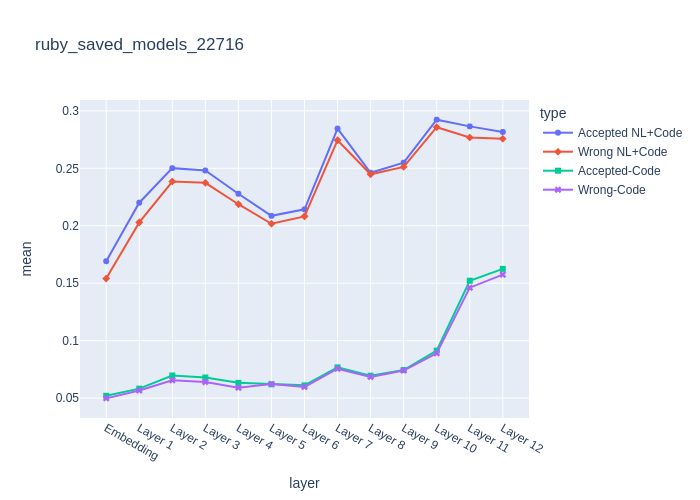 ruby_saved_models_22716
type
Accepted NL+Code
Wrong NL+Code
Accepted-Code
Wrong-Code
0.3
0.25
0.2
0.15
0.1
0.05
mean
Embedding
Layer 1
Layer 2
Layer 3
Layer 4
Layer 5
Layer 6
Layer 7
Layer 8
Layer 9
Layer 10
Layer 11
Layer 12
layer